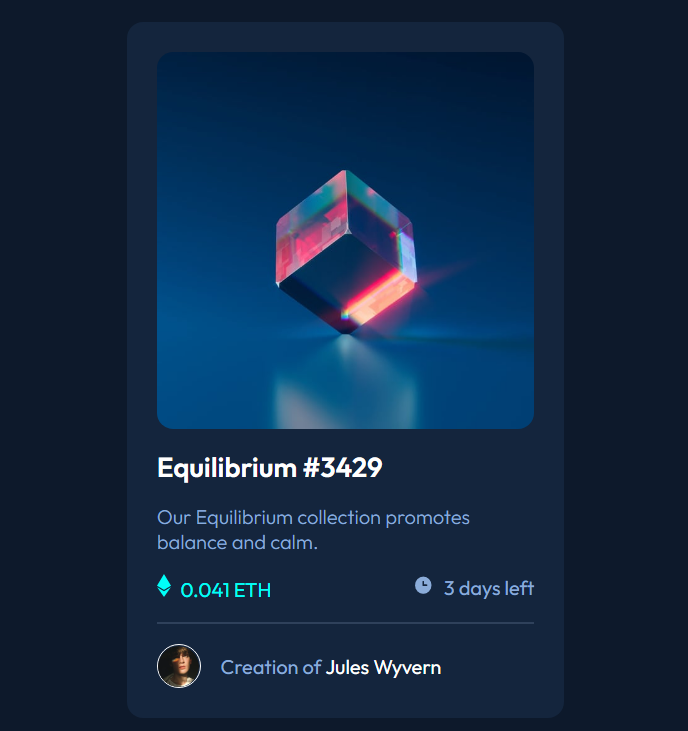 Equilibrium #3429
Our Equilibrium collection promotes
balance and calm.
0.041 ETH
3 days left
Creation of Jules Wyvern